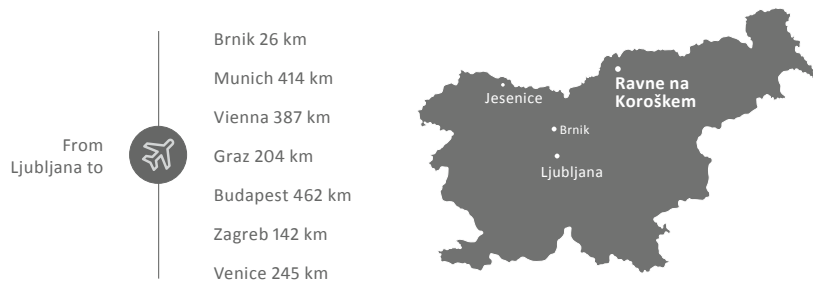 From
Ljubljana to
Brnik 26 km
Munich 414 km
Vienna 387 km
Graz 204 km
Budapest 462 km
Zagreb 142 km
Venice 245 km
Ravne na
Koroškem
Jesenice
Brnik
Ljubljana